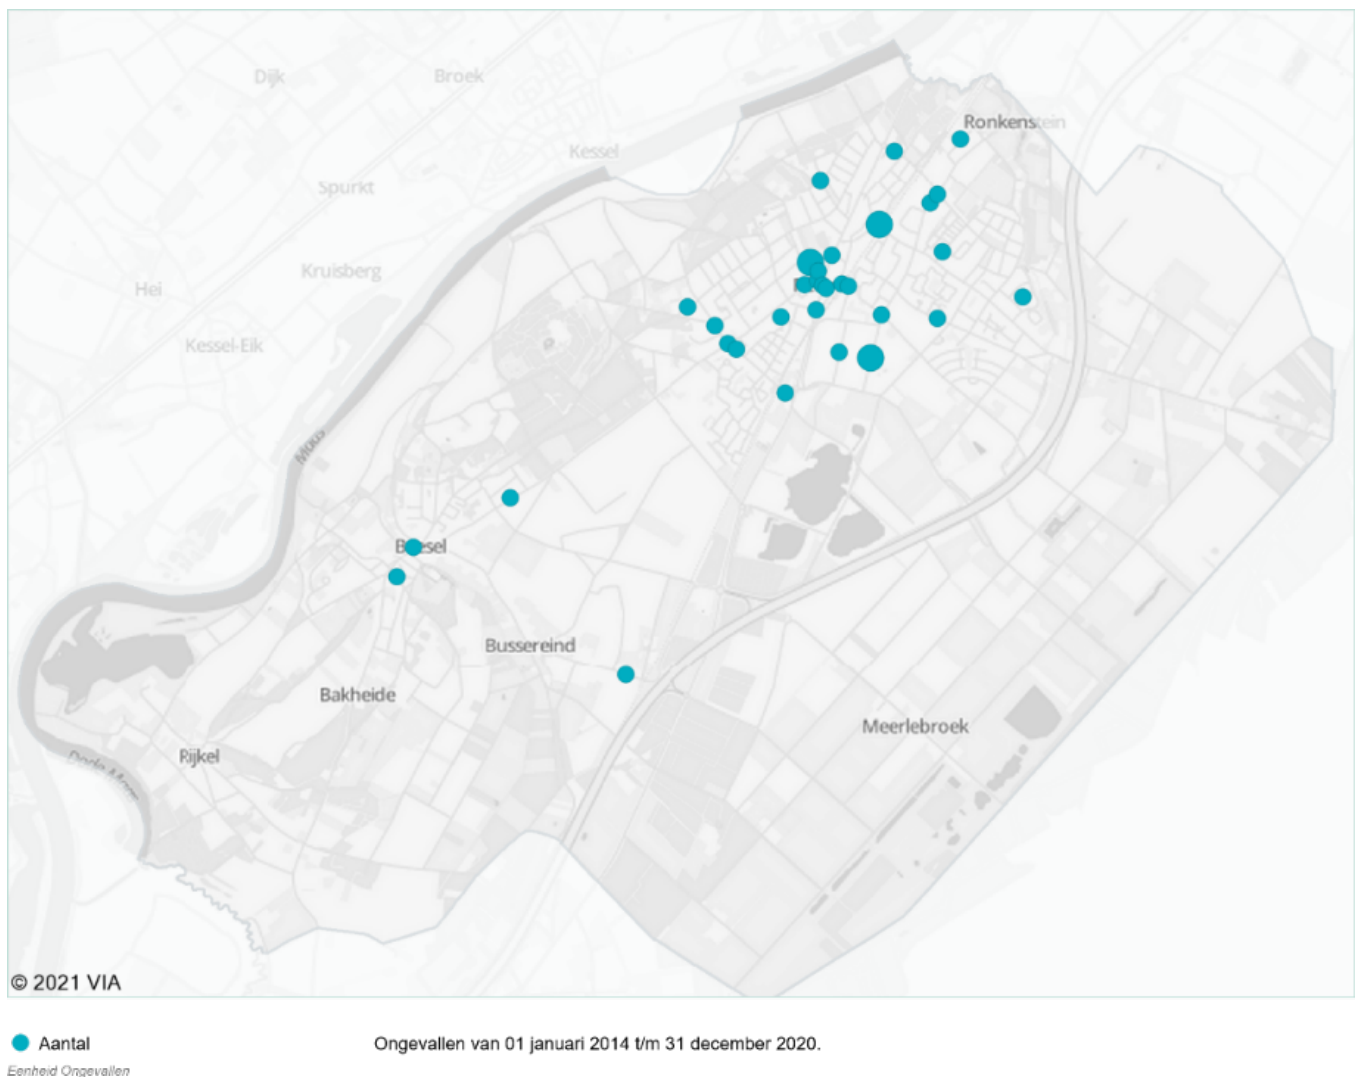 Dijk
Broek
Ronkenstein
Kessel
Spurkt
Kruisberg
Hei
Kessel-Eik
Maas
Bussereind
Bakheide
Meerlebroek
Rijkel
© 2021 VIA
Aantal
Ongevallen van 01 januari 2014 t/m 31 december 2020.
Eenheid Ongevallen